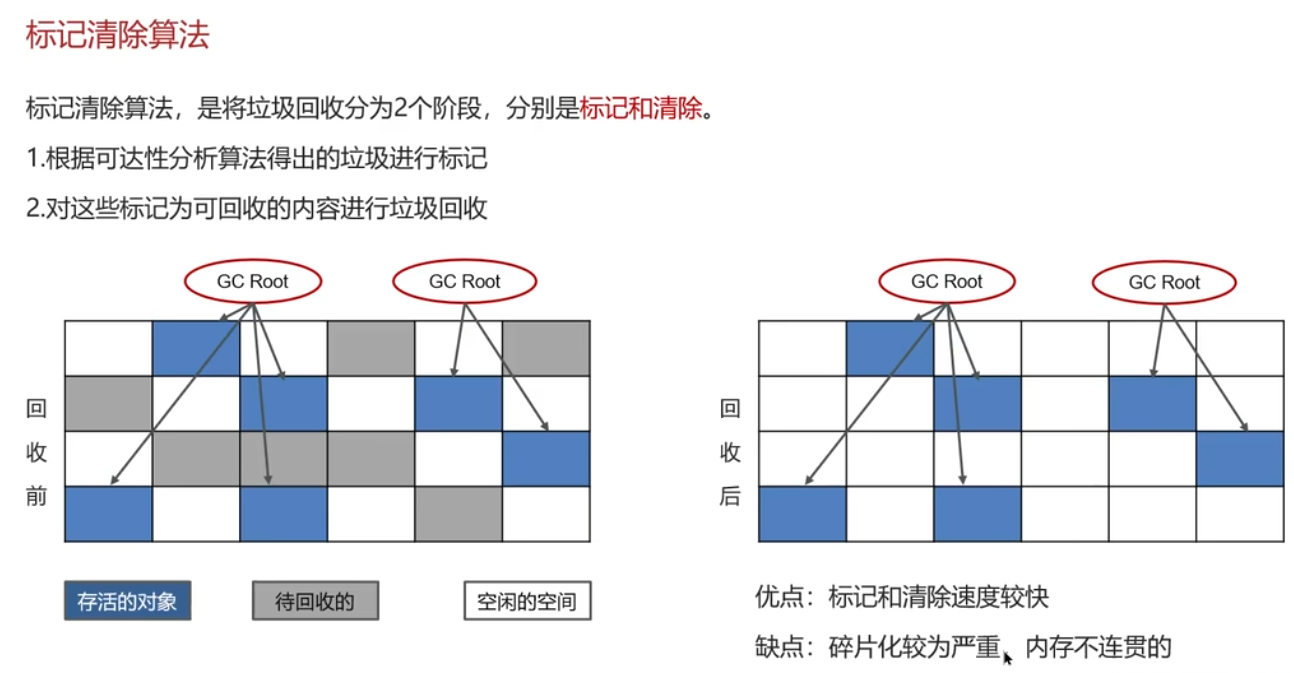 标记清除算法
标记清除算法，是将垃圾回收分为2个阶段，分别是标记和清除。
1.根据可达性分析算法得出的垃圾进行标记
2.对这些标记为可回收的内容进行垃圾回收
GC Root
GC Root
回收前
存活的对象
待回收的
空闲的空间
GC Root
GC Root
回收后
优点：标记和清除速度较快
缺点：碎片化较为严重、内存不连贯的